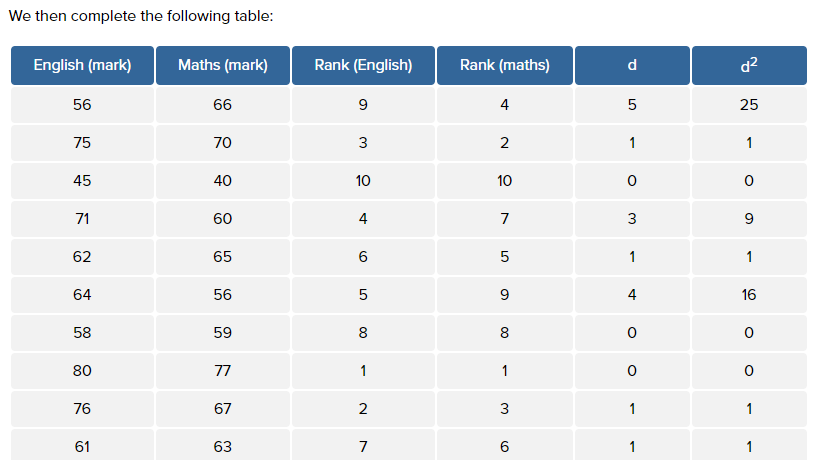 We then complete the following table:
English (mark) Maths (mark) Rank (English) Rank (maths) d d²
56 66 9 4 5 25
75 70 3 2 1 1
45 40 10 10 0 0
71 60 4 7 3 9
62 65 6 5 1 1
64 56 5 9 4 16
58 59 8 8 0 0
80 77 1 1 0 0
76 67 2 3 1 1
61 63 7 6 1 1